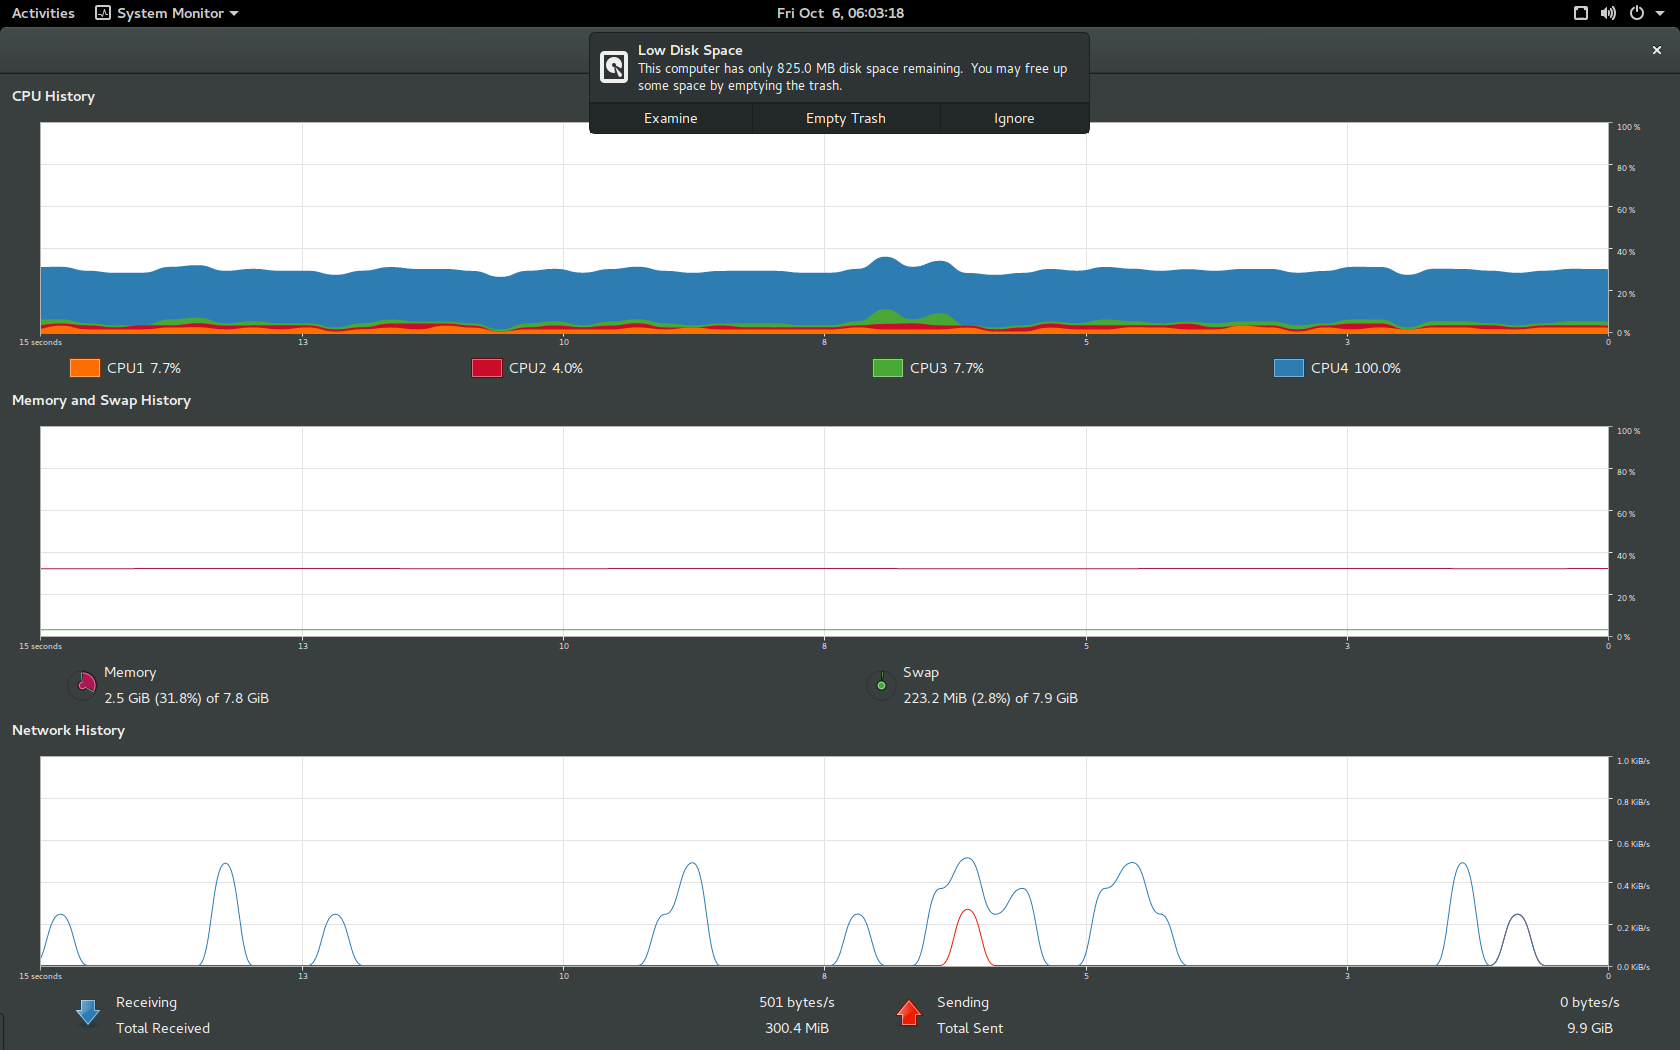 Activities System Monitor Fri Oct 6, 06:03:18
Low Disk Space
This computer has only 825.0 MB disk space remaining. You may free up
some space by emptying the trash.
Examine Empty Trash Ignore
CPU History
100 %
80 %
60 %
40 %
20 %
0 %
15 seconds 13 10 8 5 3 0
CPU1 7.7% CPU2 4.0% CPU3 7.7% CPU4 100.0%
Memory and Swap History
100 %
80 %
60 %
40 %
20 %
0 %
15 seconds 13 10 8 5 3 0
Memory Swap
2.5 GiB (31.8%) of 7.8 GiB 223.2 MiB (2.8%) of 7.9 GiB
Network History
1.0 KiB/s
0.8 KiB/s
0.6 KiB/s
0.4 KiB/s
0.2 KiB/s
0.0 KiB/s
15 seconds 13 10 8 5 3 0
Receiving 501 bytes/s Sending 0 bytes/s
Total Received 300.4 MiB Total Sent 9.9 GiB